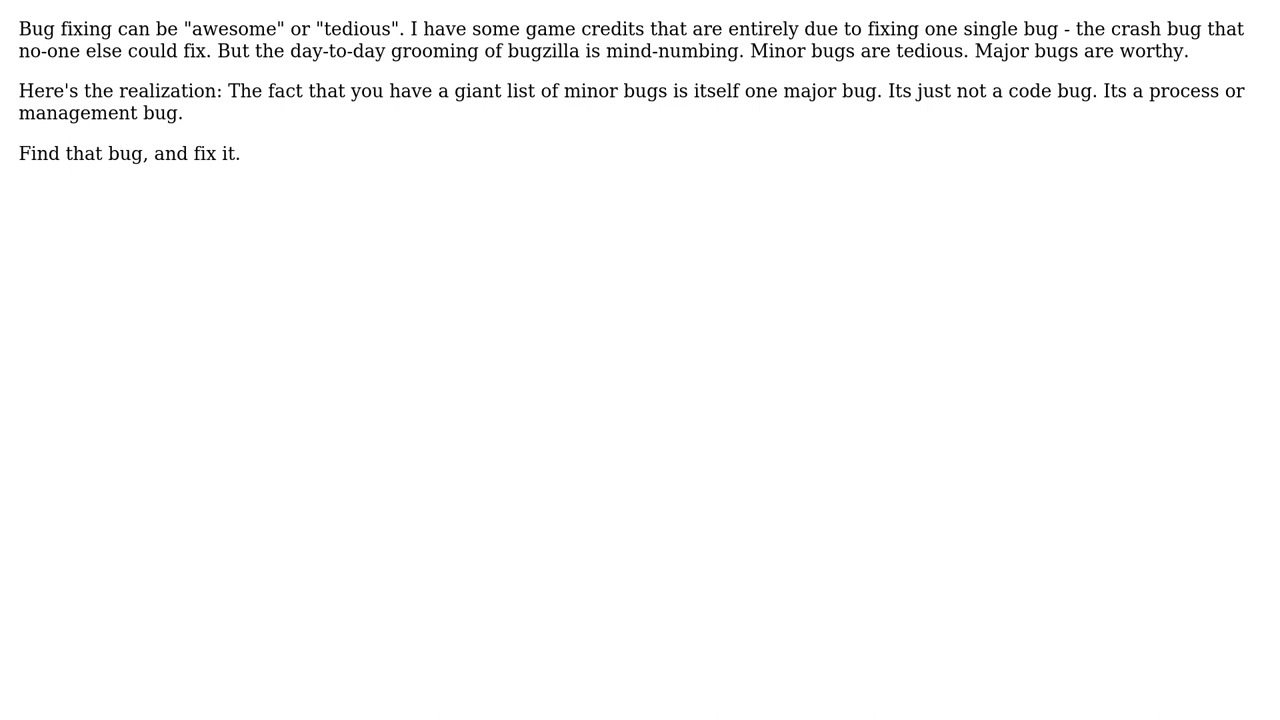 Bug fixing can be "awesome" or "tedious". I have some game credits that are entirely due to fixing one single bug - the crash bug that
no-one else could fix. But the day-to-day grooming of bugzilla is mind-numbing. Minor bugs are tedious. Major bugs are worthy.
Here's the realization: The fact that you have a giant list of minor bugs is itself one major bug. Its just not a code bug. Its a process or
management bug.
Find that bug, and fix it.